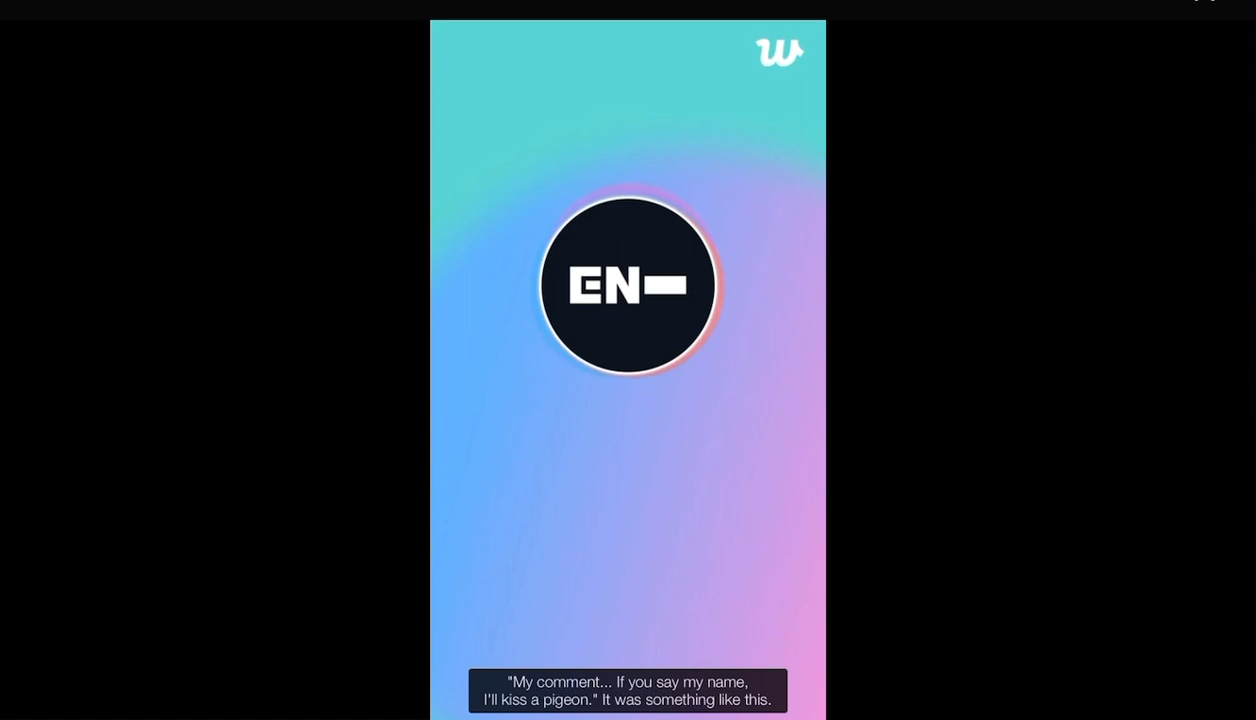 w
EN-
"My comment... If you say my name,
I'll kiss a pigeon." It was something like this.